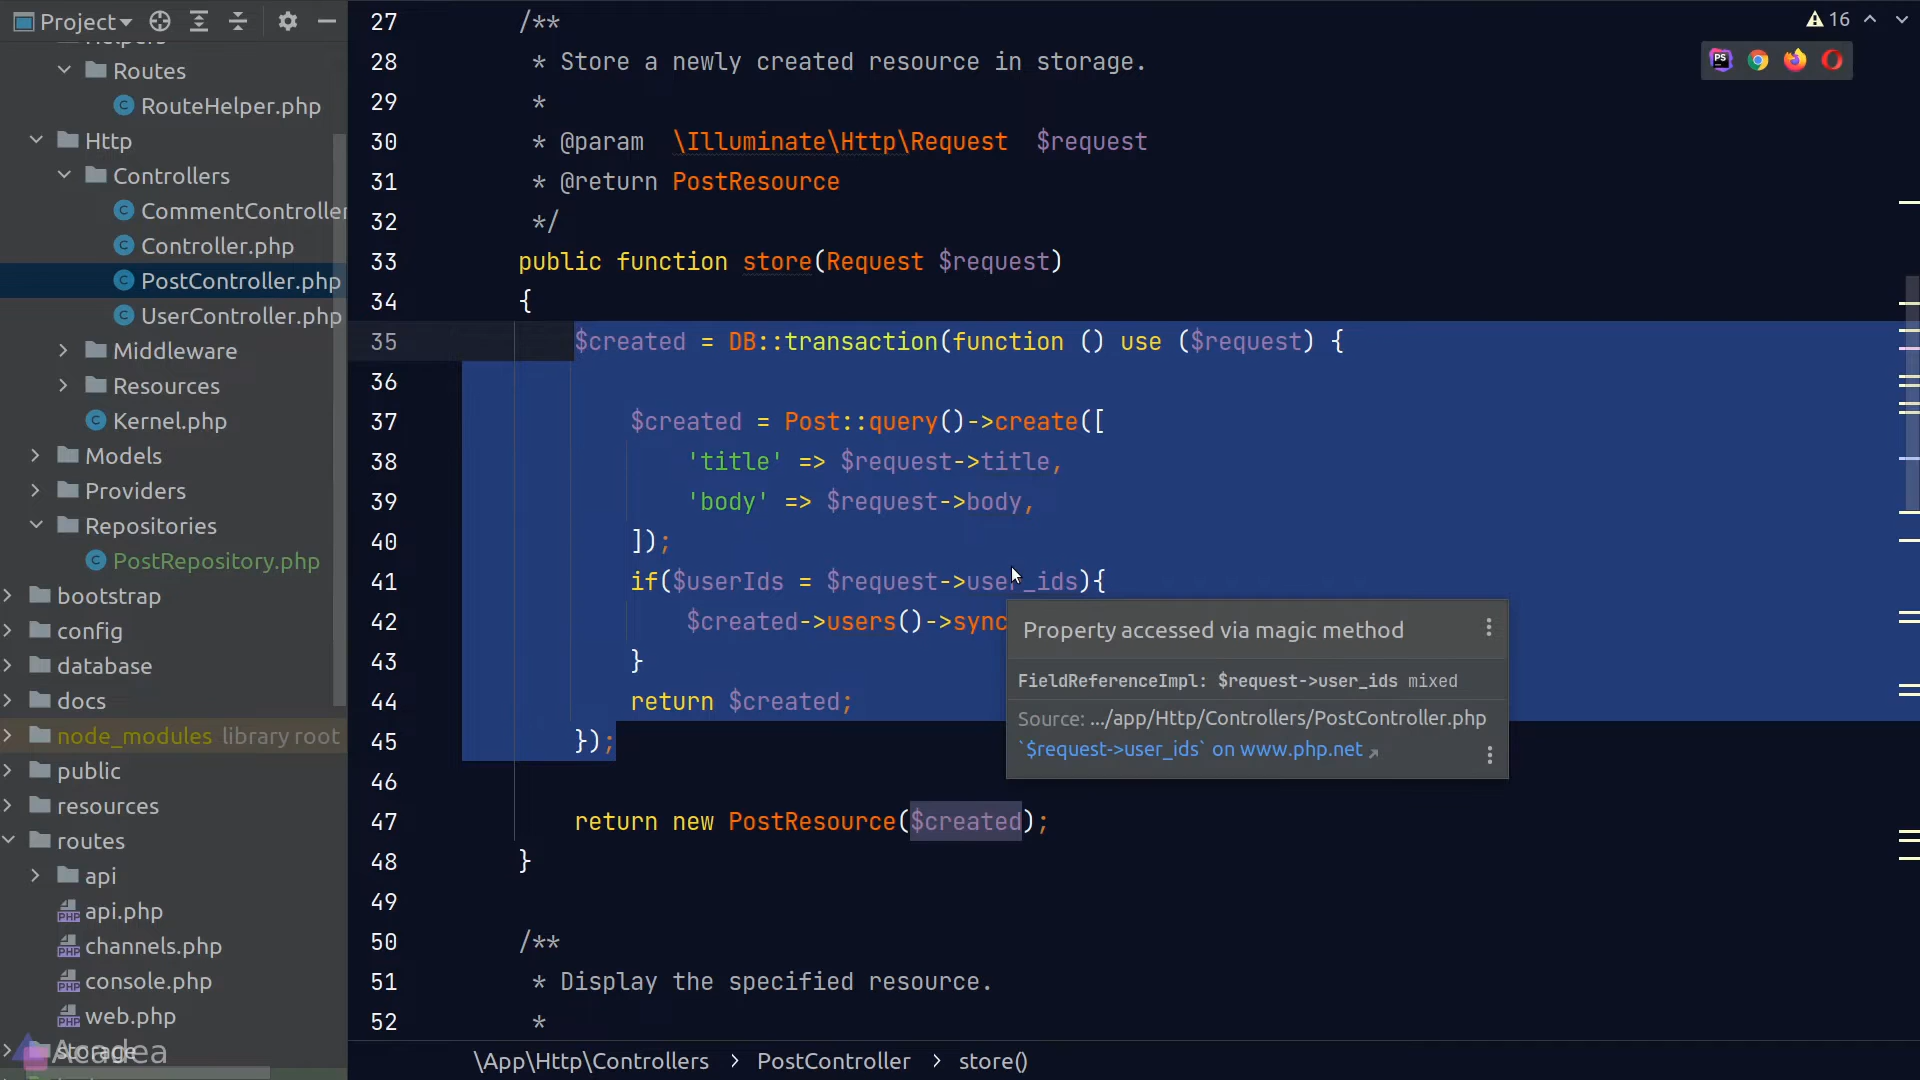 Project
Helpers
Routes
RouteHelper.php
Http
Controllers
CommentController
Controller.php
PostController.php
UserController.php
Middleware
Resources
Kernel.php
Models
Providers
Repositories
PostRepository.php
bootstrap
config
database
docs
node_modules library root
public
resources
routes
api
api.php
channels.php
console.php
web.php
storage
Acadea
16
27 /**
28 * Store a newly created resource in storage.
29 *
30 * @param \Illuminate\Http\Request $request
31 * @return PostResource
32 */
33 public function store(Request $request)
34 {
35 $created = DB::transaction(function () use ($request) {
36
37 $created = Post::query()->create([
38 'title' => $request->title,
39 'body' => $request->body,
40 ]);
41 if($userIds = $request->user_ids){
42 $created->users()->sync
43 }
44 return $created;
45 });
46
47 return new PostResource($created);
48 }
49
50 /**
51 * Display the specified resource.
52 *
Property accessed via magic method
FieldReferenceImpl: $request->user_ids mixed
Source: .../app/Http/Controllers/PostController.php
`$request->user_ids` on www.php.net
\App\Http\Controllers > PostController > store()